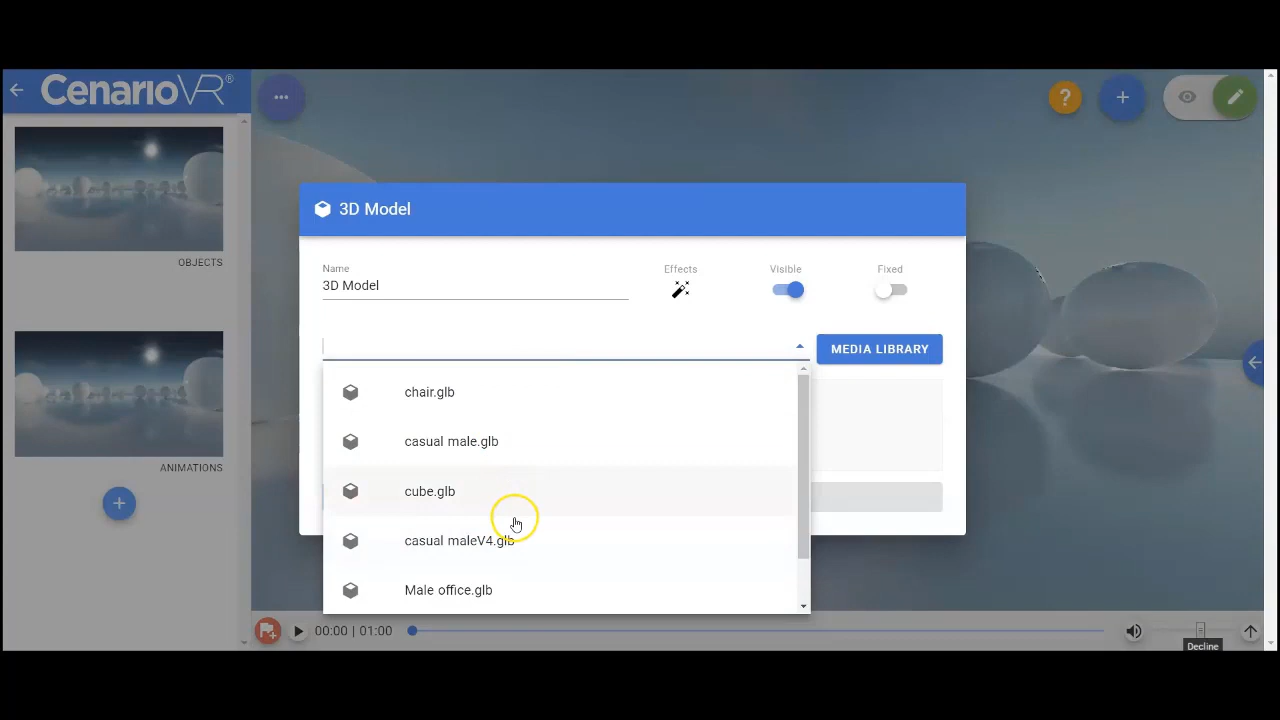 CenarioVR®
OBJECTS
ANIMATIONS
?
3D Model
Name
Effects
Visible
Fixed
3D Model
MEDIA LIBRARY
chair.glb
casual male.glb
cube.glb
casual maleV4.glb
Male office.glb
00:00 | 01:00
Decline